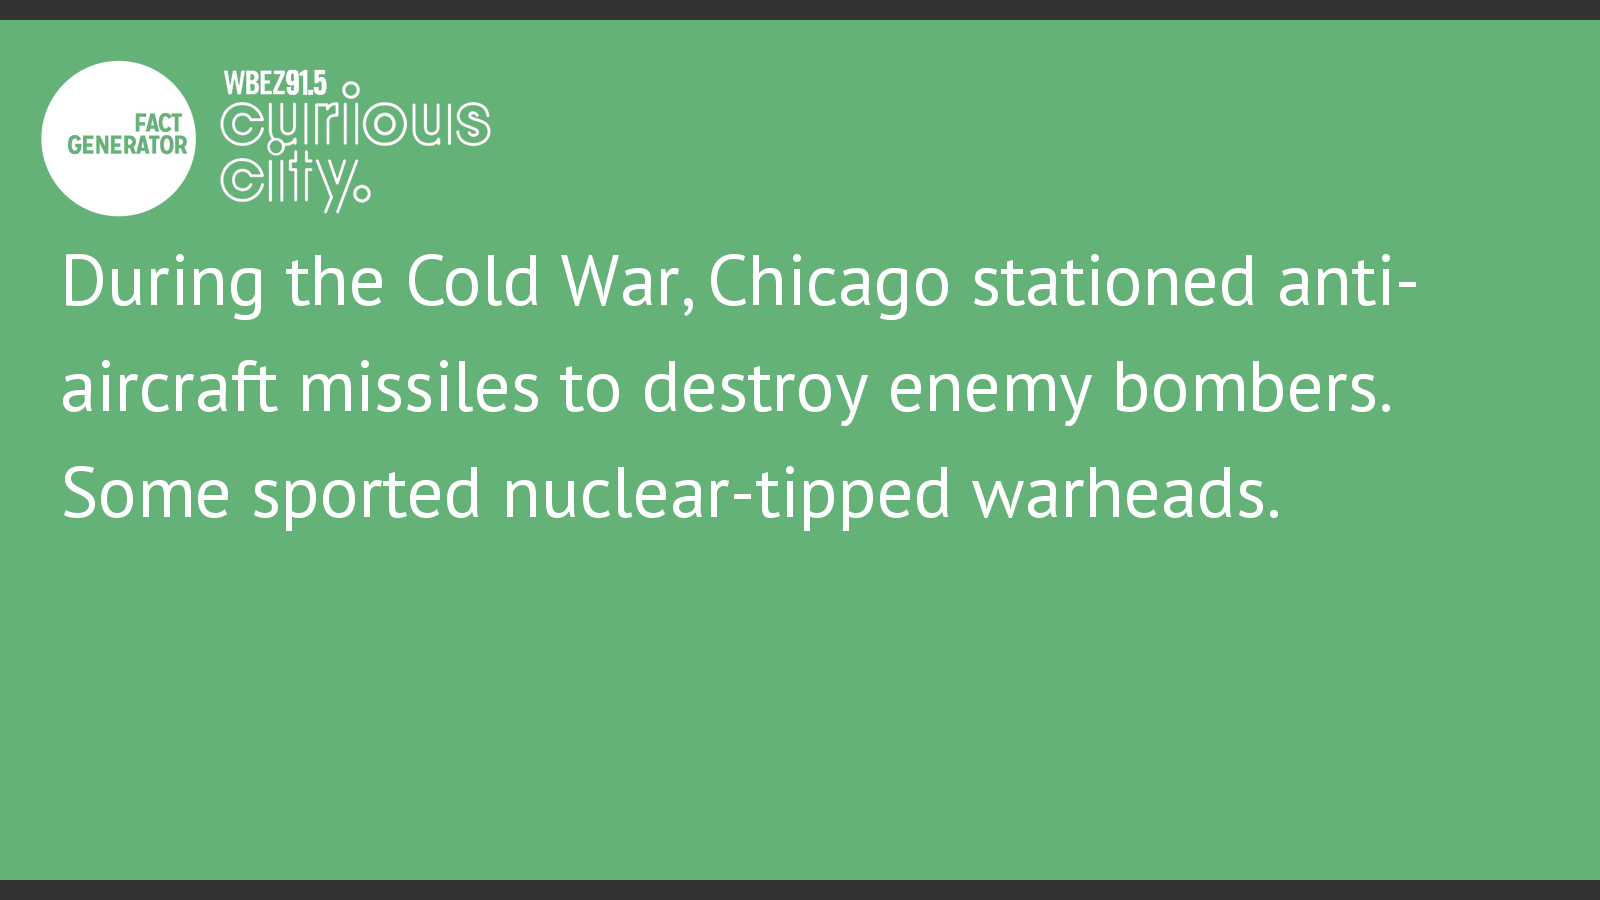 FACT
GENERATOR
WBEZ91.5
curious
city.
During the Cold War, Chicago stationed anti-
aircraft missiles to destroy enemy bombers.
Some sported nuclear-tipped warheads.